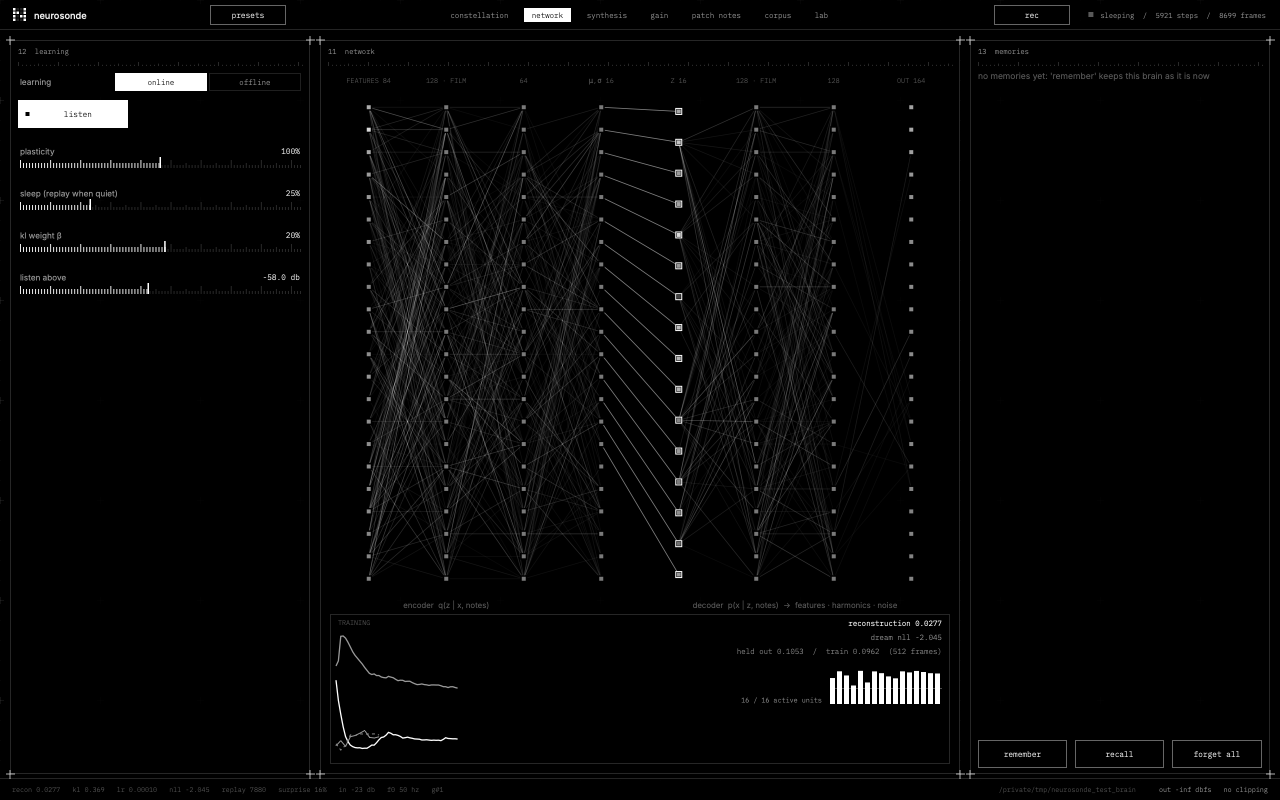 neurosonde
presets
constellation network synthesis gain patch notes corpus lab
rec
sleeping / 5921 steps / 8699 frames
12 learning
learning online offline
listen
plasticity 100%
sleep (replay when quiet) 25%
kl weight β 20%
listen above -58.0 db
11 network
FEATURES 84 128 · FILM 64 μ,σ 16 Z 16 128 · FILM 128 OUT 164
encoder q(z | x, notes)
decoder p(x | z, notes) → features · harmonics · noise
TRAINING
reconstruction 0.0277
dream nll -2.045
held out 0.1053 / train 0.0962 (512 frames)
16 / 16 active units
13 memories
no memories yet: 'remember' keeps this brain as it is now
remember recall forget all
recon 0.0277 kl 0.369 lr 0.00010 nll -2.045 replay 7880 surprise 168 in -23 db f0 50 hz g#1
/private/tmp/neurosonde_test_brain out -inf dbfs no clipping